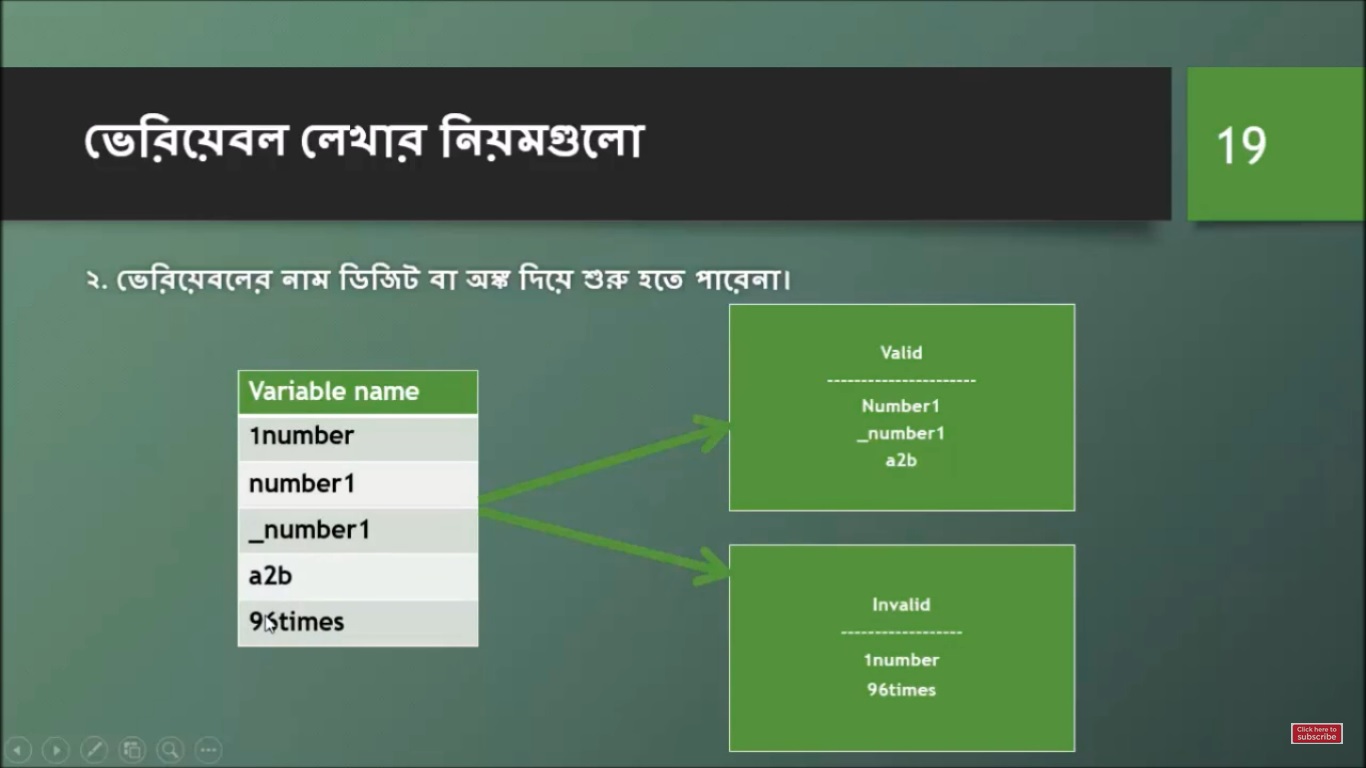 ভেরিয়েবল লেখার নিয়মগুলো
19
২. ভেরিয়েবলের নাম ডিজিট বা অঙ্ক দিয়ে শুরু হতে পারেনা।
Variable name
1number
number1
_number1
a2b
96times
Valid
----------------------
Number1
_number1
a2b
Invalid
------------------
1number
96times
Click here to
subscribe